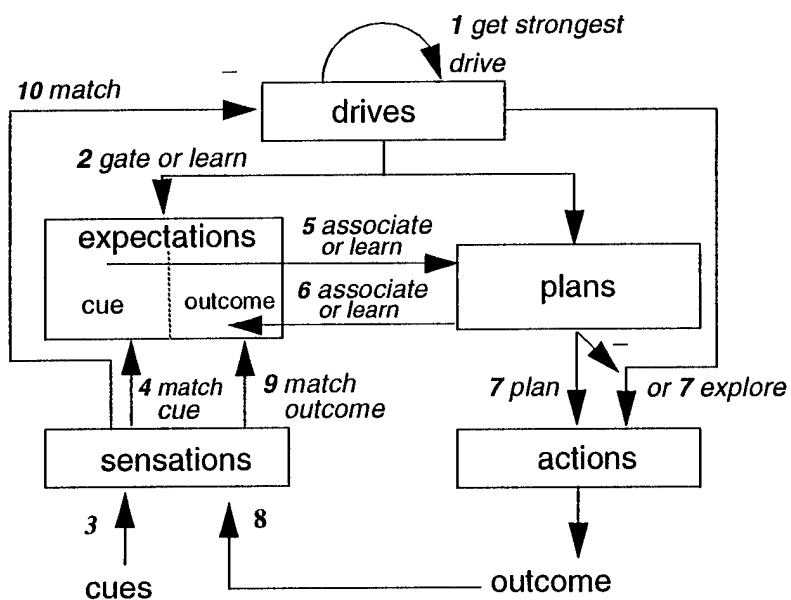 1 get strongest
drive
–
10 match
drives
2 gate or learn
expectations
5 associate
or learn
cue
outcome
6 associate
or learn
plans
–
4 match
cue
9 match
outcome
7 plan
or 7 explore
sensations
actions
3
8
cues
outcome